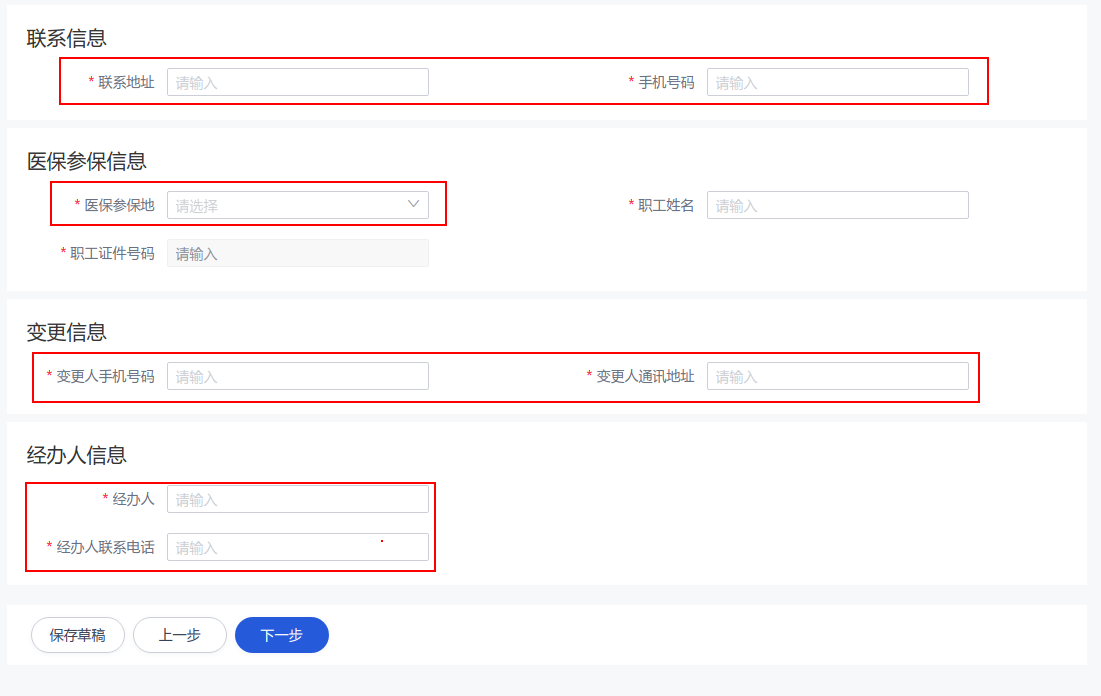 联系信息
* 联系地址 请输入 * 手机号码 请输入
医保参保信息
* 医保参保地 请选择 * 职工姓名 请输入
* 职工证件号码 请输入
变更信息
* 变更人手机号码 请输入 * 变更人通讯地址 请输入
经办人信息
* 经办人 请输入
* 经办人联系电话 请输入
保存草稿 上一步 下一步